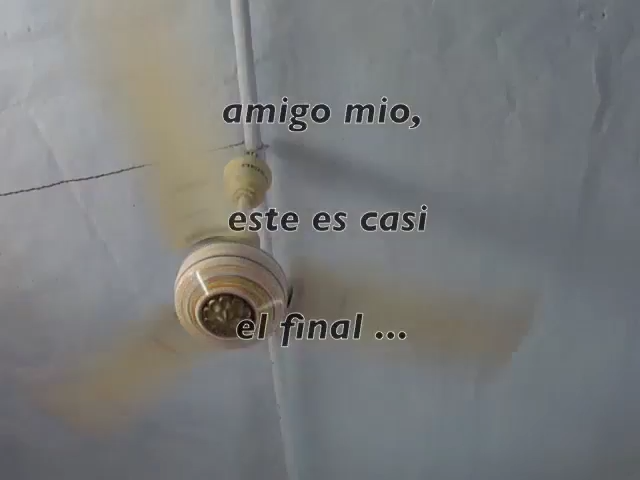 amigo mio,
este es casi
el final ...